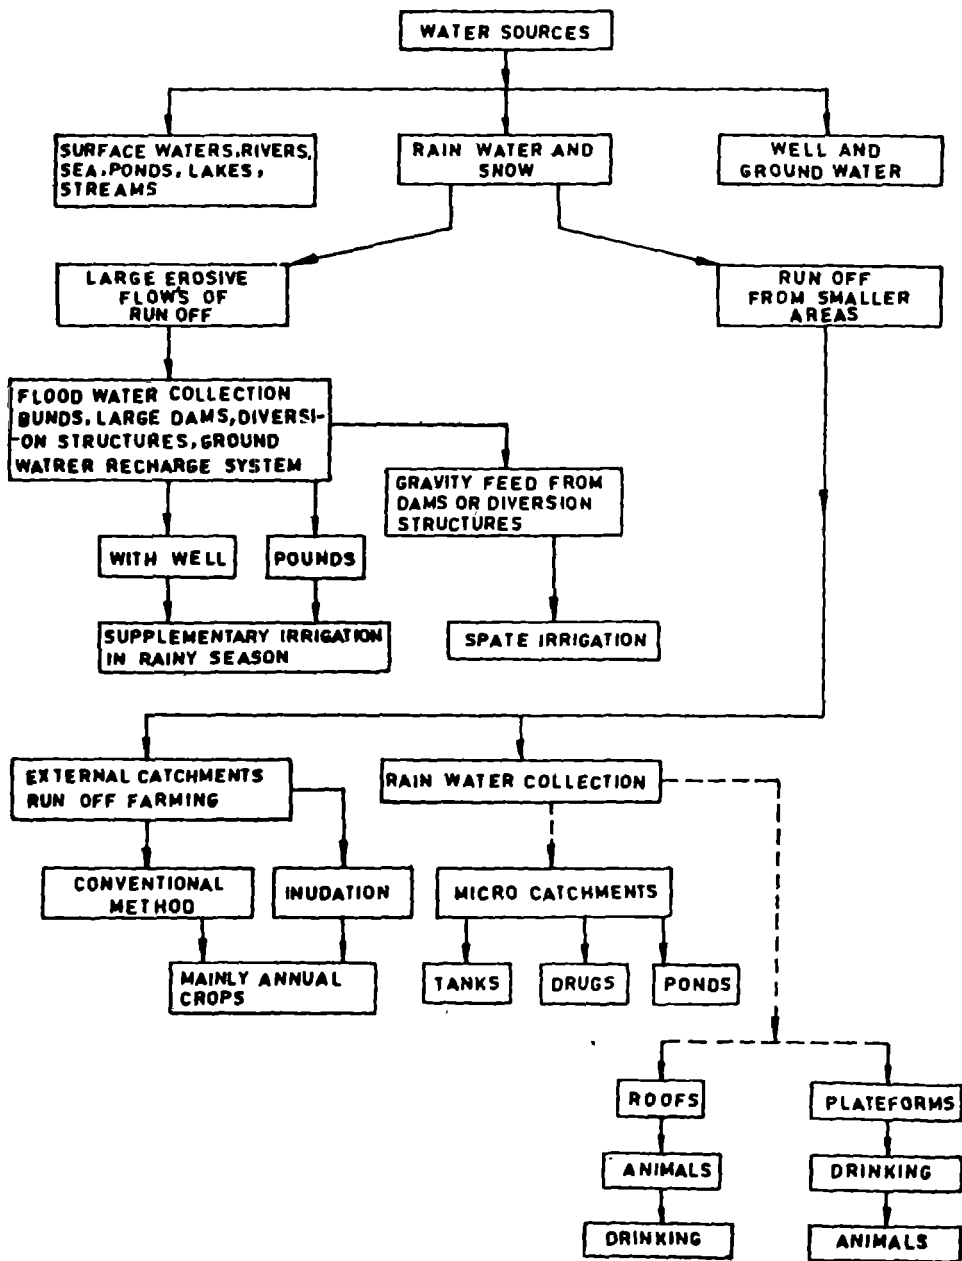 WATER SOURCES
SURFACE WATERS, RIVERS,
SEA, PONDS, LAKES,
STREAMS
RAIN WATER AND
SNOW
WELL AND
GROUND WATER
LARGE EROSIVE
FLOWS OF
RUN OFF
RUN OFF
FROM SMALLER
AREAS
FLOOD WATER COLLECTION
BUNDS, LARGE DAMS, DIVERSI-
-ON STRUCTURES, GROUND
WATRER RECHARGE SYSTEM
GRAVITY FEED FROM
DAMS OR DIVERSION
STRUCTURES
WITH WELL
POUNDS
SUPPLEMENTARY IRRIGATION
IN RAINY SEASON
SPATE IRRIGATION
EXTERNAL CATCHMENTS
RUN OFF FARMING
RAIN WATER COLLECTION
CONVENTIONAL
METHOD
INUDATION
MICRO CATCHMENTS
MAINLY ANNUAL
CROPS
TANKS
DRUGS
PONDS
ROOFS
PLATEFORMS
ANIMALS
DRINKING
DRINKING
ANIMALS